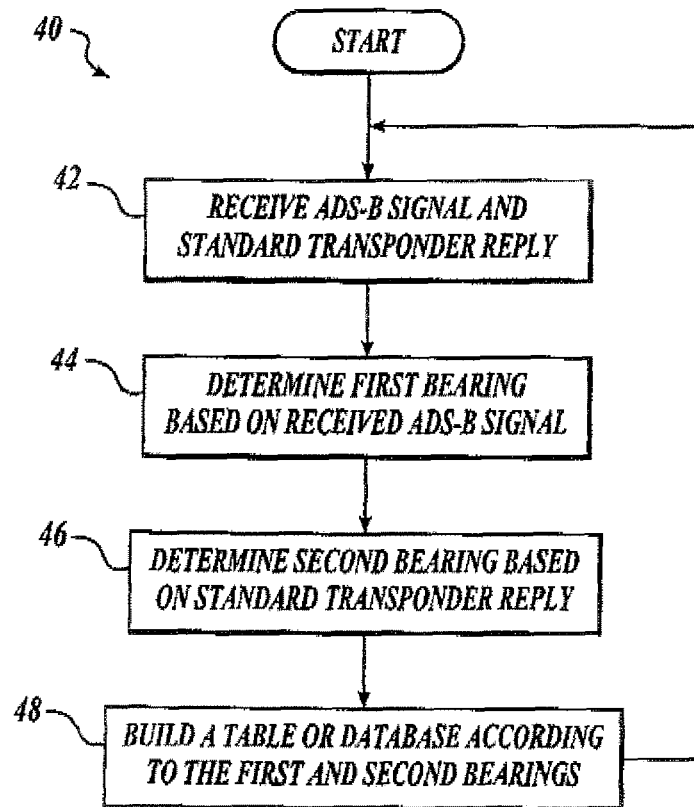 40
START
42
RECEIVE ADS-B SIGNAL AND
STANDARD TRANSPONDER REPLY
44
DETERMINE FIRST BEARING
BASED ON RECEIVED ADS-B SIGNAL
46
DETERMINE SECOND BEARING BASED
ON STANDARD TRANSPONDER REPLY
48
BUILD A TABLE OR DATABASE ACCORDING
TO THE FIRST AND SECOND BEARINGS